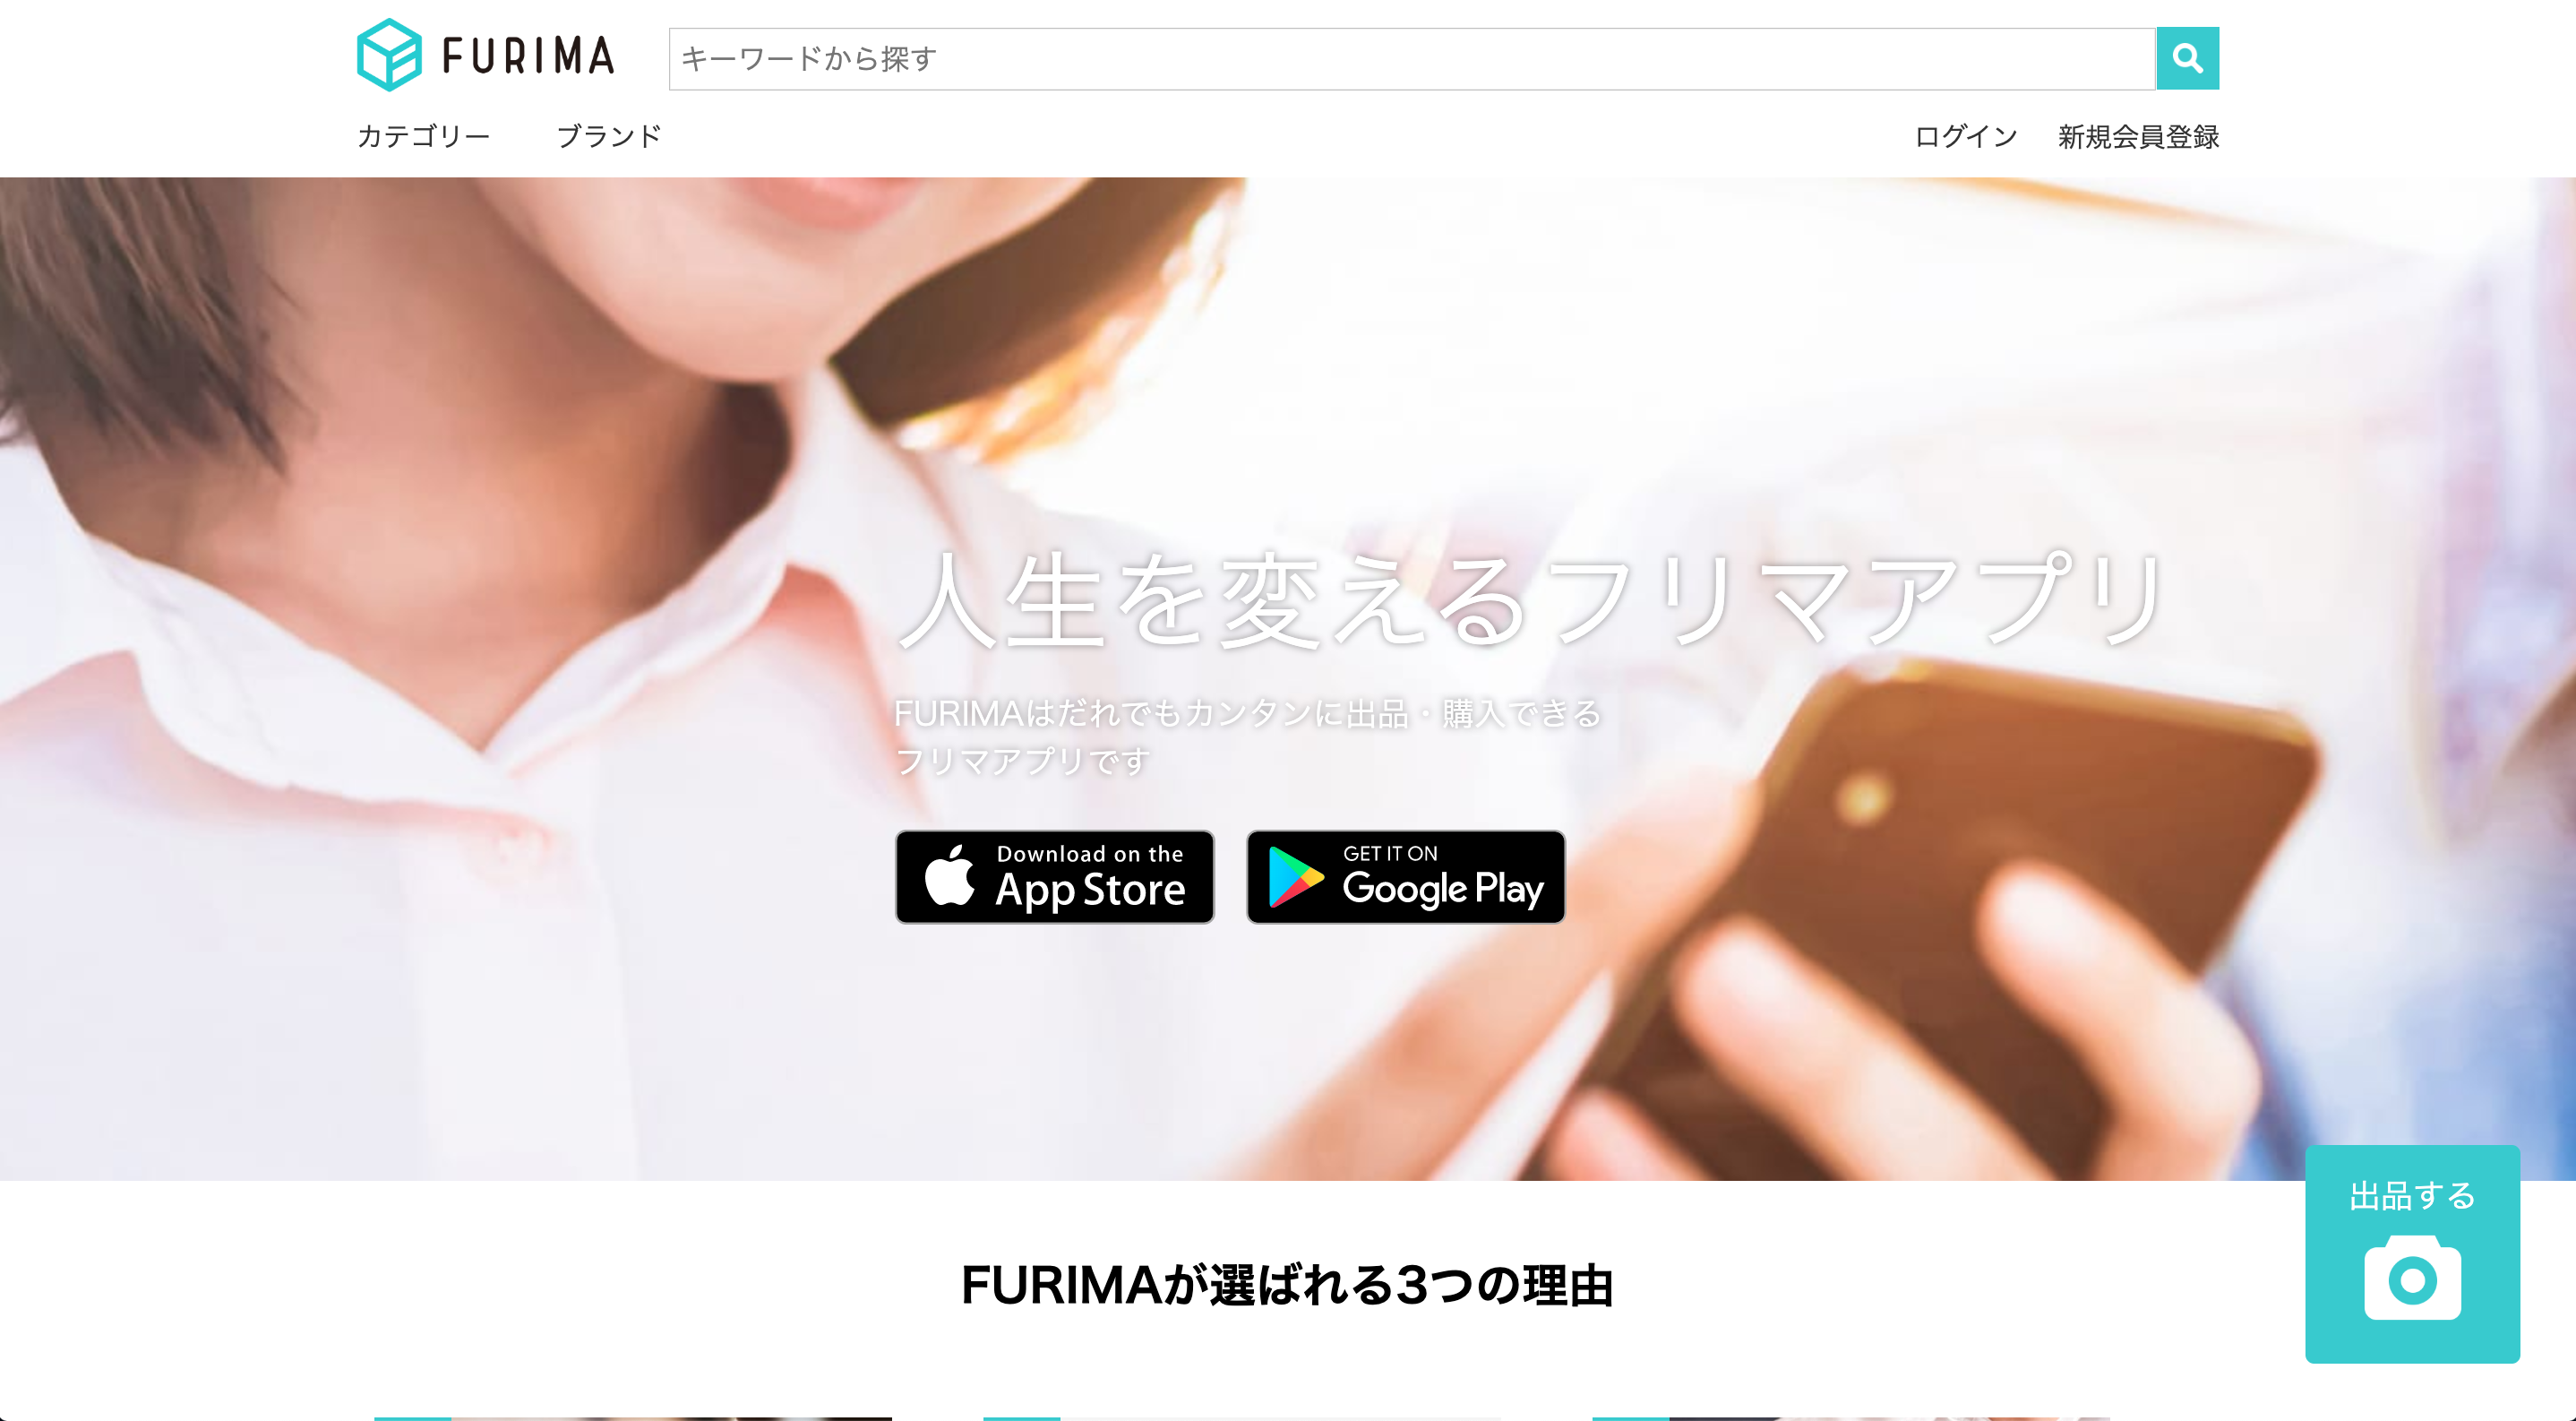 FURIMA
キーワードから探す
カテゴリー ブランド ログイン 新規会員登録
人生を変えるフリマアプリ
FURIMAはだれでもカンタンに出品・購入できる
フリマアプリです
Download on the
App Store
GET IT ON
Google Play
出品する
FURIMAが選ばれる3つの理由